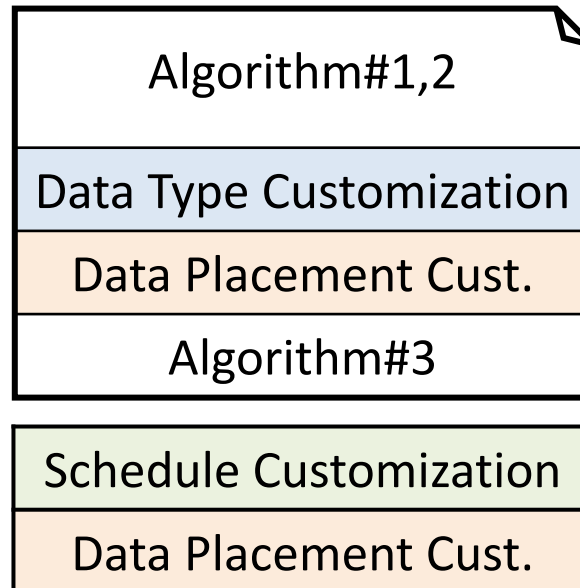 Algorithm#1,2
Data Type Customization
Data Placement Cust.
Algorithm#3
Schedule Customization
Data Placement Cust.